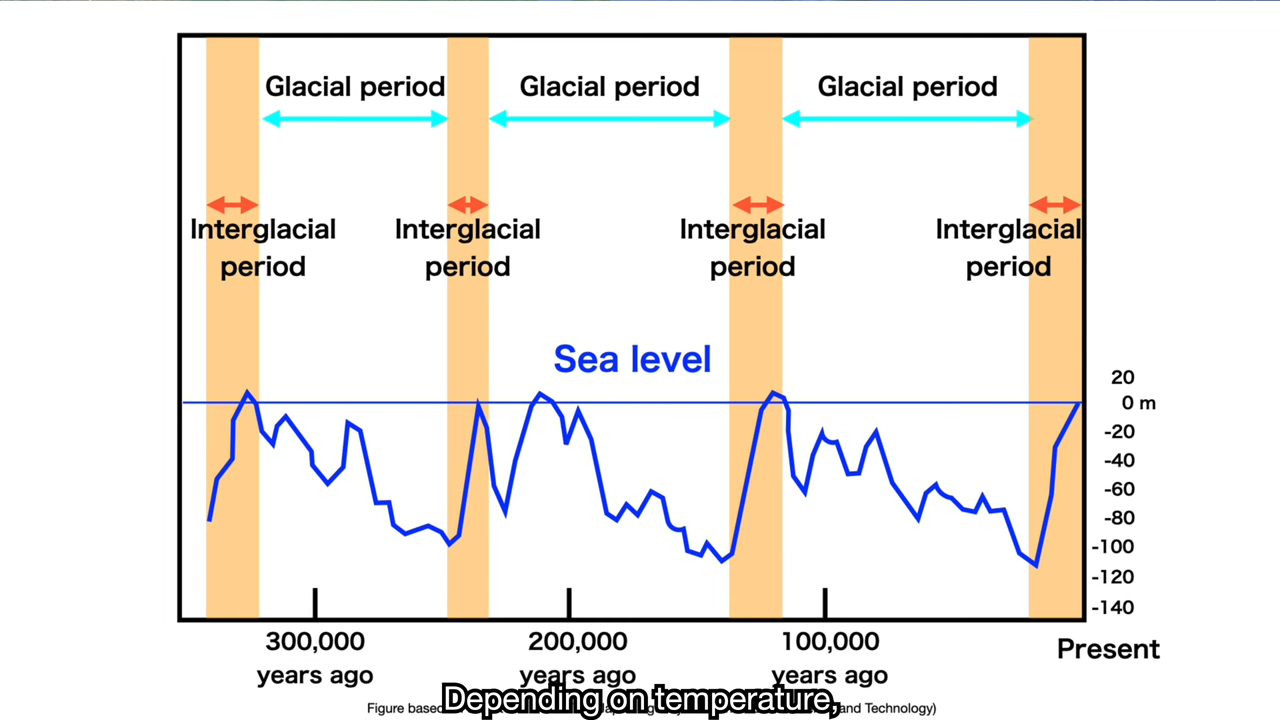 Glacial period
Glacial period
Glacial period
Interglacial
period
Interglacial
period
Interglacial
period
Interglacial
period
Sea level
20
0 m
-20
-40
-60
-80
-100
-120
-140
300,000
years ago
200,000
years ago
100,000
years ago
Present
Depending on temperature,
Figure based and Technology)